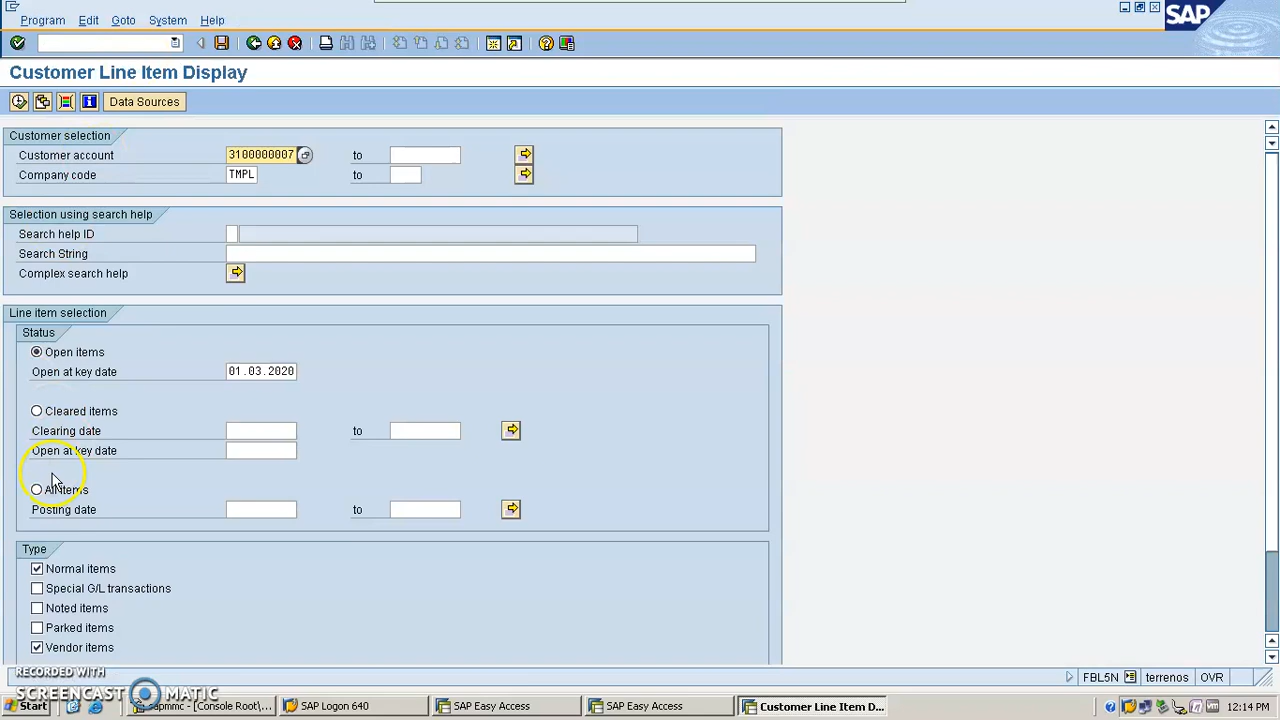 Program Edit Goto System Help
SAP
Customer Line Item Display
Data Sources
Customer selection
Customer account 3100000007 to
Company code TMPL to
Selection using search help
Search help ID
Search String
Complex search help
Line item selection
Status
Open items
Open at key date 01.03.2020
Cleared items
Clearing date to
Open at key date
All items
Posting date to
Type
Normal items
Special G/L transactions
Noted items
Parked items
Vendor items
RECORDED WITH
SCREENCAST MATIC
FBL5N terrenos OVR
Start sapmmc - [Console Root\... SAP Logon 640 SAP Easy Access SAP Easy Access Customer Line Item D... 12:14 PM